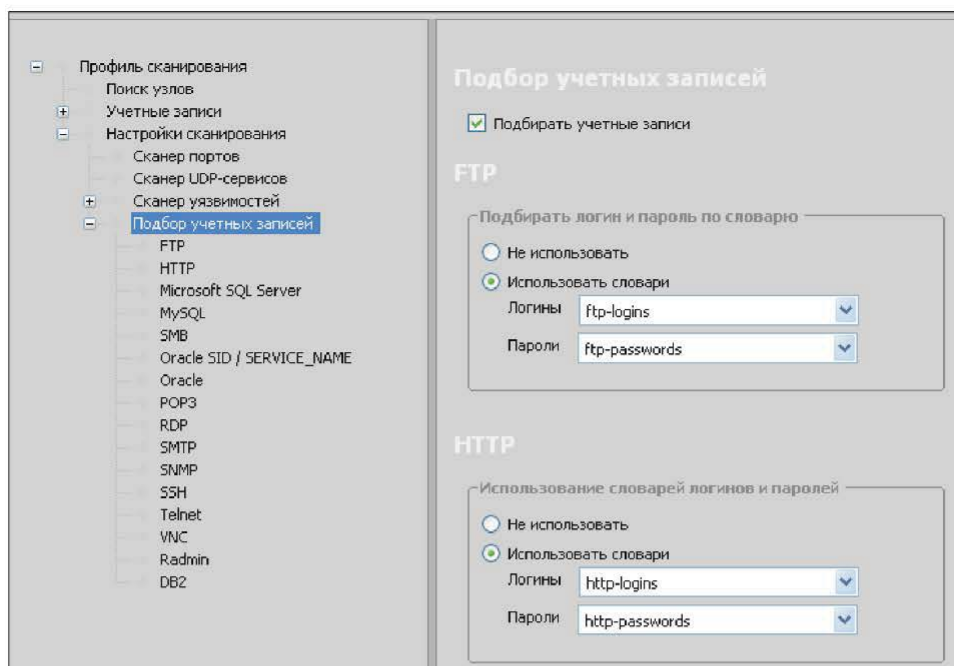 Профиль сканирования
Поиск узлов
Учетные записи
Настройки сканирования
Сканер портов
Сканер UDP-сервисов
Сканер уязвимостей
Подбор учетных записей
FTP
HTTP
Microsoft SQL Server
MySQL
SMB
Oracle SID / SERVICE_NAME
Oracle
POP3
RDP
SMTP
SNMP
SSH
Telnet
VNC
Radmin
DB2
Подбор учетных записей
Подбирать учетные записи
FTP
Подбирать логин и пароль по словарю
Не использовать
Использовать словари
Логины ftp-logins
Пароли ftp-passwords
HTTP
Использование словарей логинов и паролей
Не использовать
Использовать словари
Логины http-logins
Пароли http-passwords